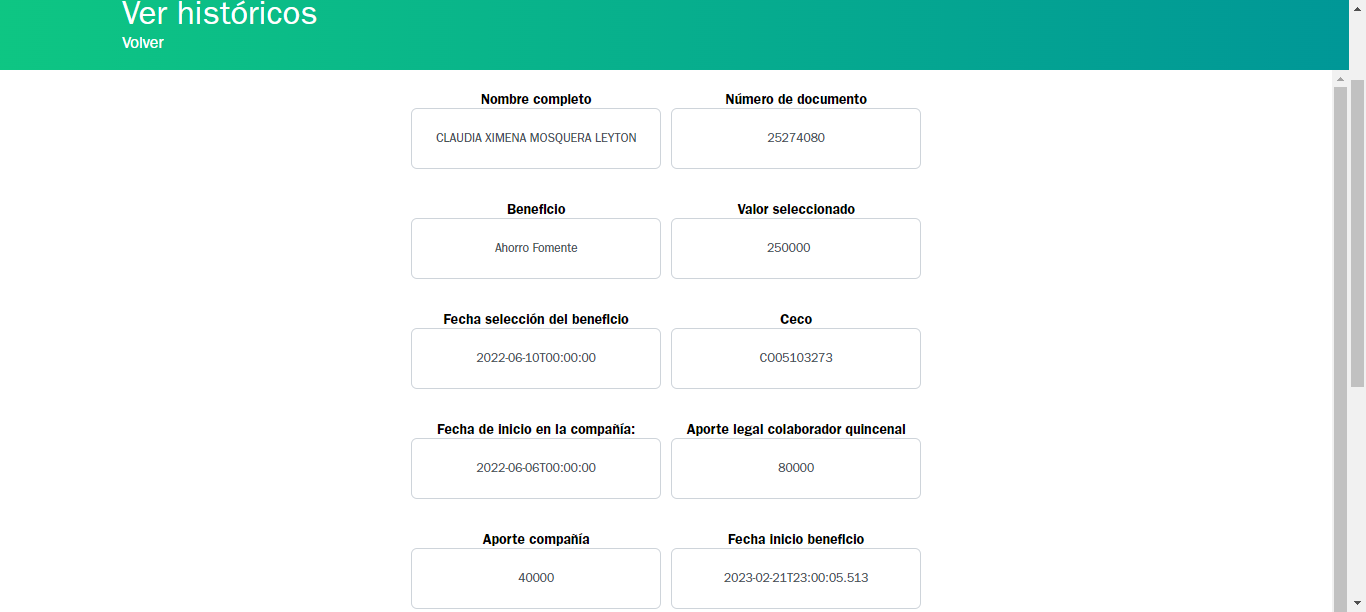 Ver históricos
Volver
Nombre completo
Número de documento
CLAUDIA XIMENA MOSQUERA LEYTON
25274080
Beneficio
Valor seleccionado
Ahorro Fomente
250000
Fecha selección del beneficio
Ceco
2022-06-10T00:00:00
CO05103273
Fecha de inicio en la compañía:
Aporte legal colaborador quincenal
2022-06-06T00:00:00
80000
Aporte compañía
Fecha inicio beneficio
40000
2023-02-21T23:00:05.513